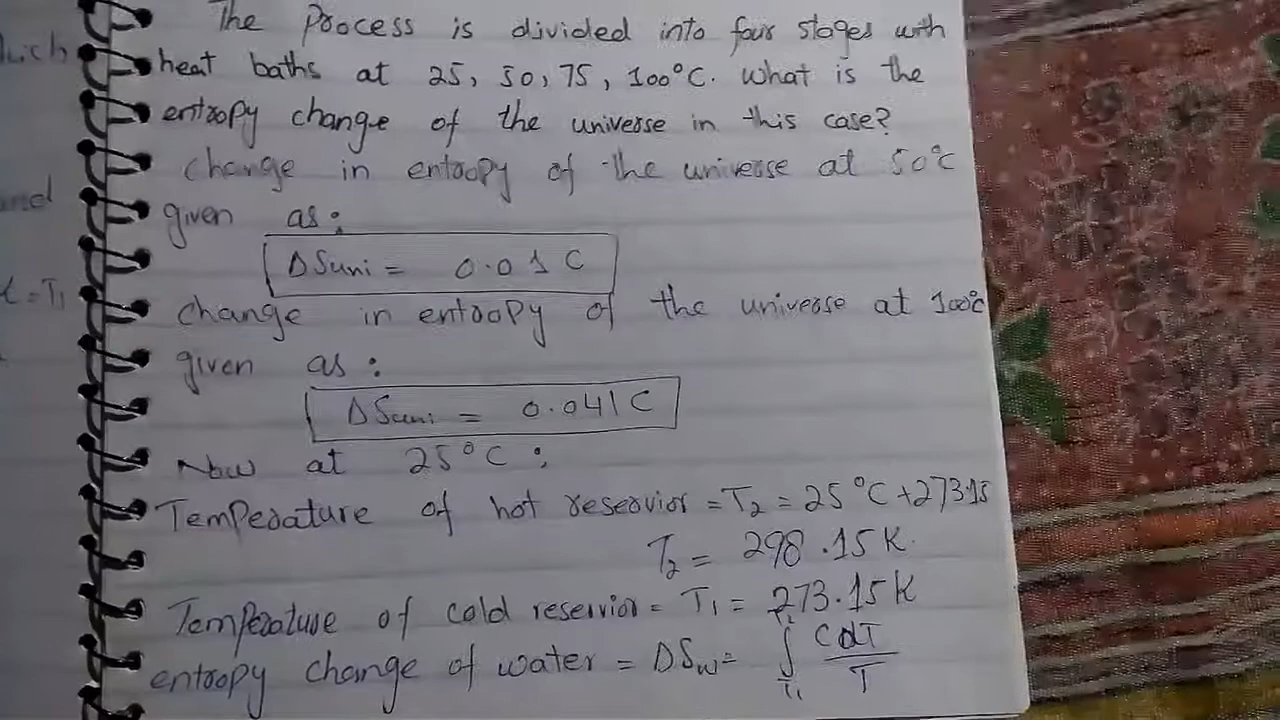 The process is divided into four stages with
heat baths at 25, 50, 75, 100°C. What is the
entropy change of the universe in this case?
change in entropy of the universe at 50°C
given as:
ΔSuni = 0.01 C
change in entropy of the universe at 100°C
given as:
ΔSuni = 0.041 C
Now at 25°C:
Temperature of hot reservior = T₂ = 25°C + 273.15
T₂ = 298.15 K.
Temperature of cold reservior = T₁ = 273.15 K
entropy change of water = ΔSw = ∫_T₁^T₂ CdT/T